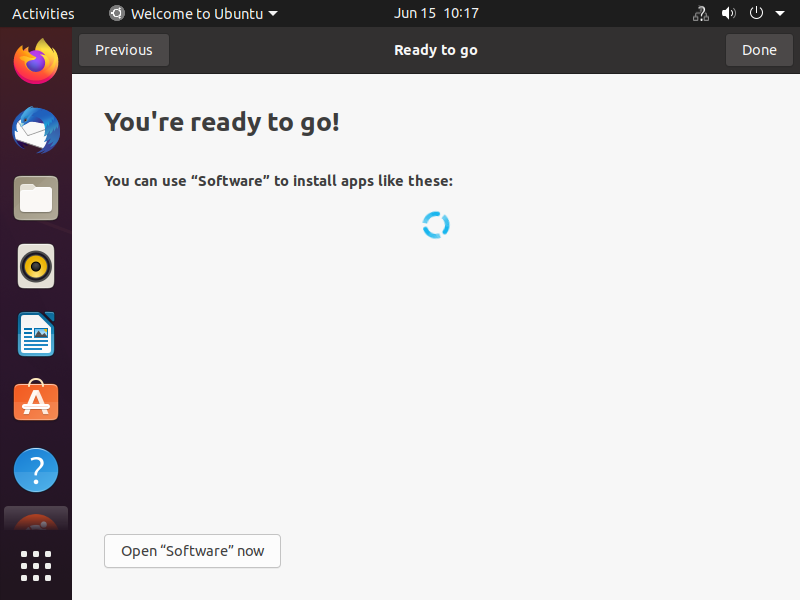 Activities
Welcome to Ubuntu
Jun 15 10:17
Previous
Ready to go
Done
You're ready to go!
You can use “Software” to install apps like these:
Open “Software” now